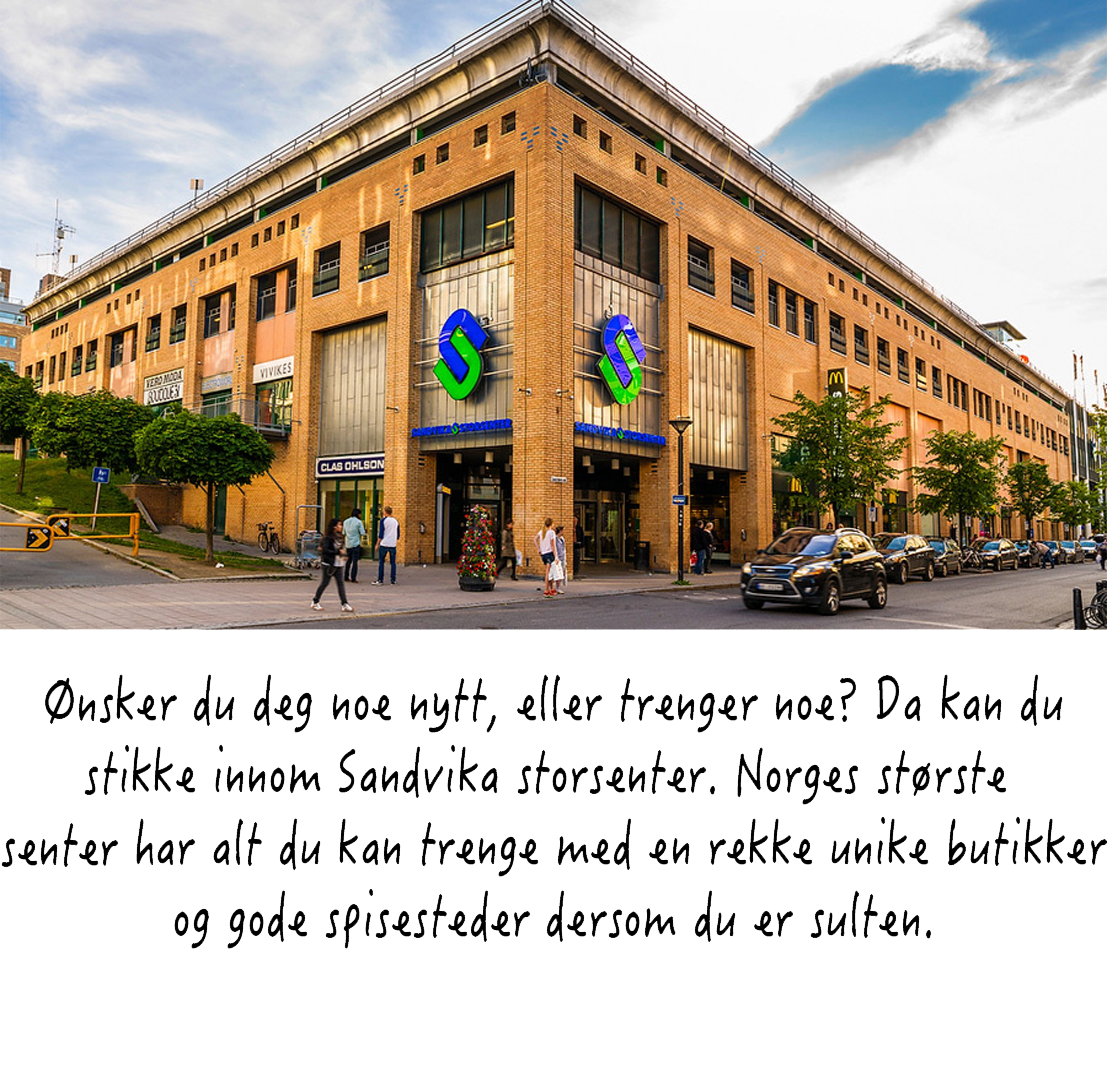 VIVIKES
VERO MODA
CLAS OHLSON
SANDVIKA STORSENTER
SANDVIKA STORSENTER
Ønsker du deg noe nytt, eller trenger noe? Da kan du
stikke innom Sandvika storsenter. Norges største
senter har alt du kan trenge med en rekke unike butikker
og gode spisesteder dersom du er sulten.